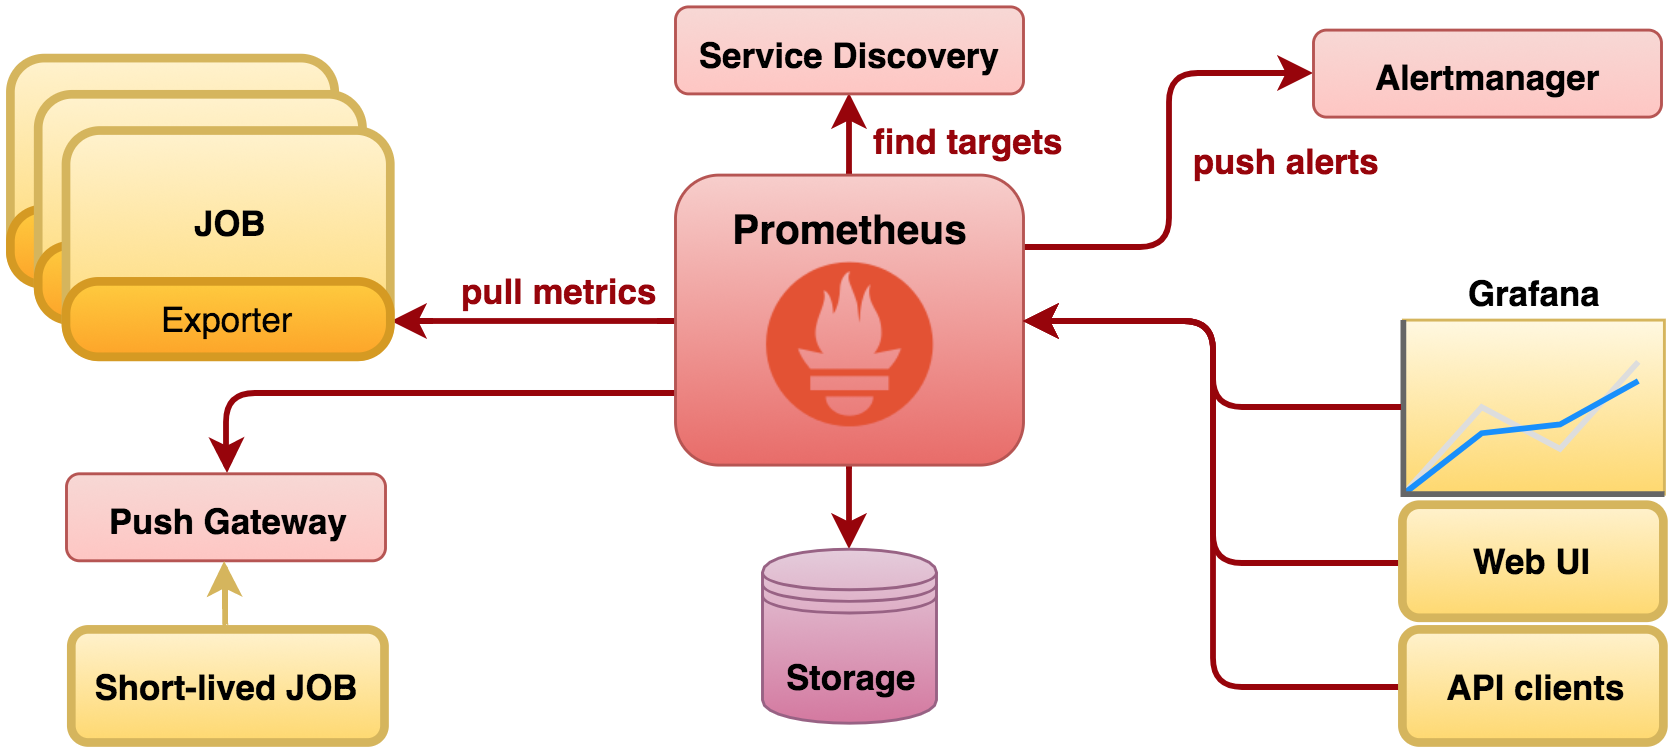 Service Discovery
Alertmanager
find targets
push alerts
JOB
Prometheus
Exporter
pull metrics
Grafana
Push Gateway
Web UI
Short-lived JOB
Storage
API clients